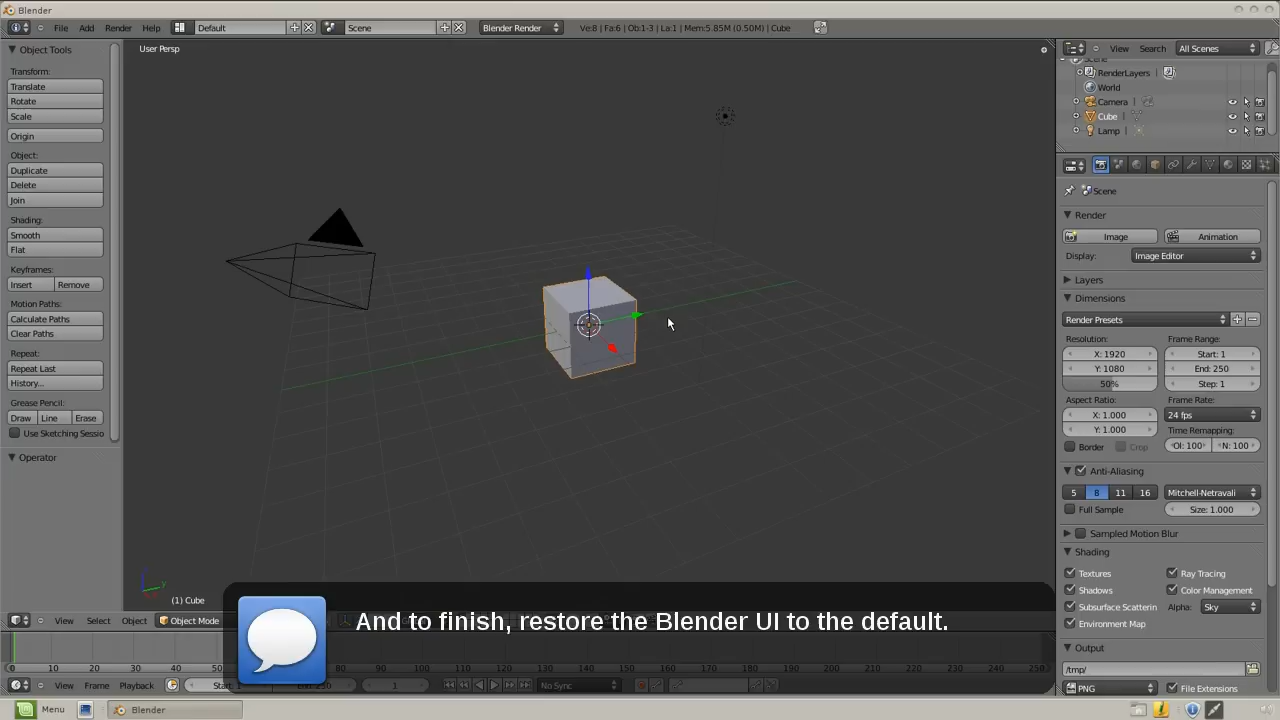 Blender
File Add Render Help
Default
Scene
Blender Render
Ve:8 | Fa:6 | Ob:1-3 | La:1 | Mem:5.85M (0.50M) | Cube
Object Tools
Transform:
Translate
Rotate
Scale
Origin
Object:
Duplicate
Delete
Join
Shading:
Smooth
Flat
Keyframes:
Insert Remove
Motion Paths:
Calculate Paths
Clear Paths
Repeat:
Repeat Last
History...
Grease Pencil:
Draw Line Erase
Use Sketching Sessio
Operator
User Persp
(1) Cube
View Select Object Object Mode
And to finish, restore the Blender UI to the default.
0
80 90 100 110 120 130 140 150 160 170 180 190 200 210 220 230 240 250
View Frame Playback
Start: 1
End: 250
1
No Sync
View Search All Scenes
Scene
RenderLayers
World
Camera
Cube
Lamp
Scene
Render
Image Animation
Display: Image Editor
Layers
Dimensions
Render Presets
Resolution: Frame Range:
X: 1920 Start: 1
Y: 1080 End: 250
50% Step: 1
Aspect Ratio: Frame Rate:
X: 1.000 24 fps
Y: 1.000 Time Remapping:
Border Crop Ol: 100 N: 100
Anti-Aliasing
5 8 11 16 Mitchell-Netravali
Full Sample Size: 1.000
Sampled Motion Blur
Shading
Textures Ray Tracing
Shadows Color Management
Subsurface Scatterin Alpha: Sky
Environment Map
Output
/tmp/
PNG File Extensions
Menu Blender